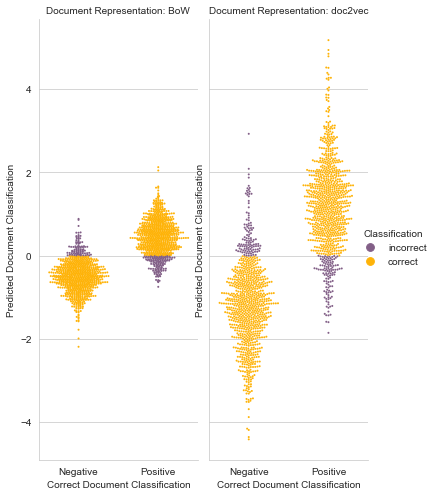 Document Representation: BoW
Document Representation: doc2vec
Predicted Document Classification
4
2
0
−2
−4
Negative
Positive
Correct Document Classification
Predicted Document Classification
Negative
Positive
Correct Document Classification
Classification
incorrect
correct